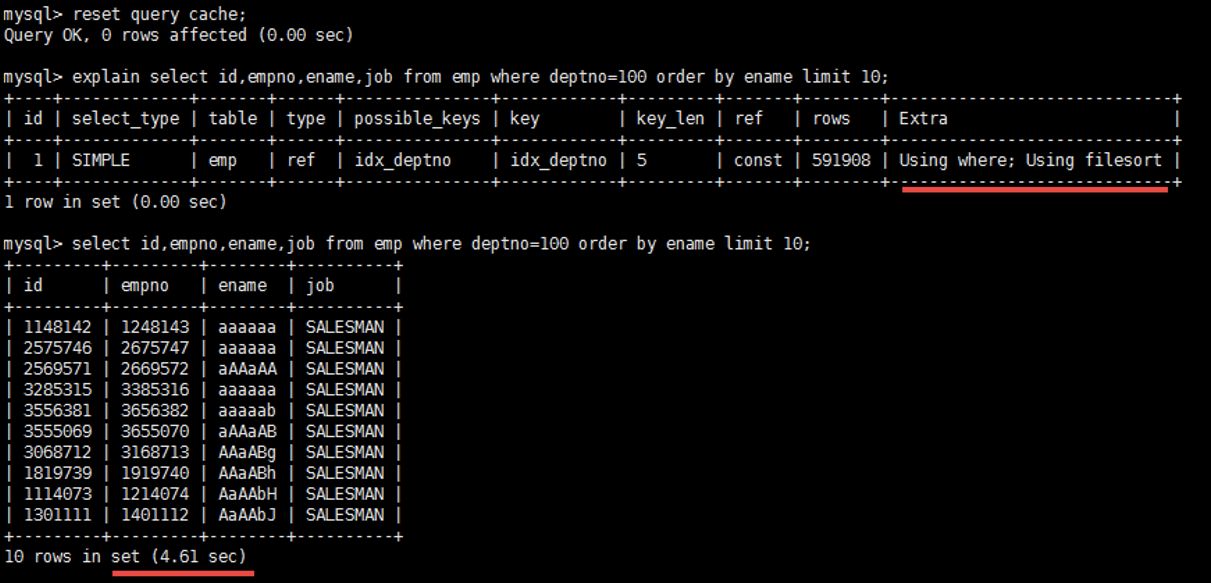 mysql> reset query cache;
Query OK, 0 rows affected (0.00 sec)
mysql> explain select id,empno,ename,job from emp where deptno=100 order by ename limit 10;
+----+-------------+-------+------+---------------+------------+---------+-------+--------+-----------------------------+
| id | select_type | table | type | possible_keys | key        | key_len | ref   | rows   | Extra                       |
+----+-------------+-------+------+---------------+------------+---------+-------+--------+-----------------------------+
|  1 | SIMPLE      | emp   | ref  | idx_deptno    | idx_deptno | 5       | const | 591908 | Using where; Using filesort |
+----+-------------+-------+------+---------------+------------+---------+-------+--------+-----------------------------+
1 row in set (0.00 sec)
mysql> select id,empno,ename,job from emp where deptno=100 order by ename limit 10;
+---------+---------+--------+----------+
| id      | empno   | ename  | job      |
+---------+---------+--------+----------+
| 1148142 | 1248143 | aaaaaa | SALESMAN |
| 2575746 | 2675747 | aaaaaa | SALESMAN |
| 2569571 | 2669572 | aAAaAA | SALESMAN |
| 3285315 | 3385316 | aaaaaa | SALESMAN |
| 3556381 | 3656382 | aaaaab | SALESMAN |
| 3555069 | 3655070 | aAAaAB | SALESMAN |
| 3068712 | 3168713 | AAaABg | SALESMAN |
| 1819739 | 1919740 | AAaABh | SALESMAN |
| 1114073 | 1214074 | AaAAbH | SALESMAN |
| 1301111 | 1401112 | AaAAbJ | SALESMAN |
+---------+---------+--------+----------+
10 rows in set (4.61 sec)